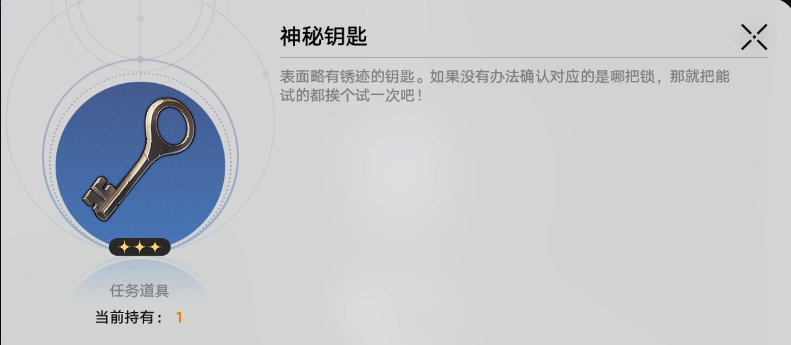 神秘钥匙
表面略有锈迹的钥匙。如果没有办法确认对应的是哪把锁，那就把能
试的都挨个试一次吧！
任务道具
当前持有：1